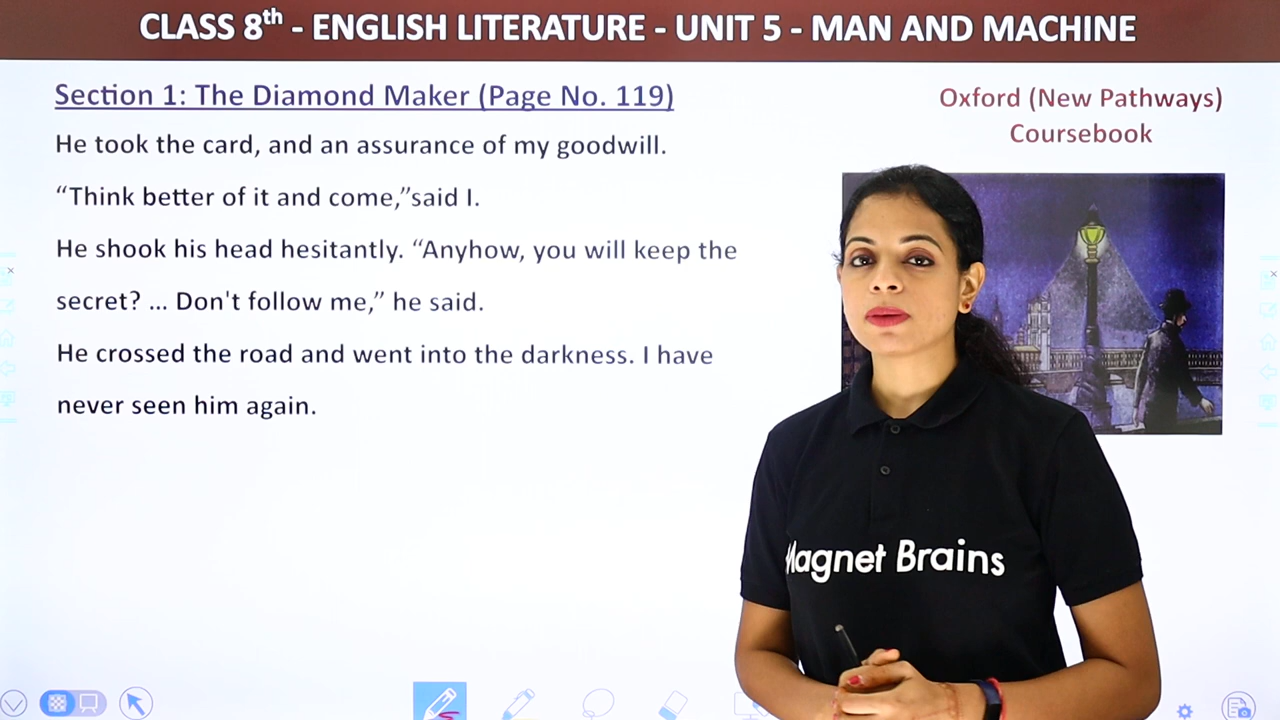 CLASS 8th - ENGLISH LITERATURE - UNIT 5 - MAN AND MACHINE
Section 1: The Diamond Maker (Page No. 119)
Oxford (New Pathways)
Coursebook
He took the card, and an assurance of my goodwill.
“Think better of it and come,”said I.
He shook his head hesitantly. “Anyhow, you will keep the
secret? ... Don't follow me,” he said.
He crossed the road and went into the darkness. I have
never seen him again.
Magnet Brains